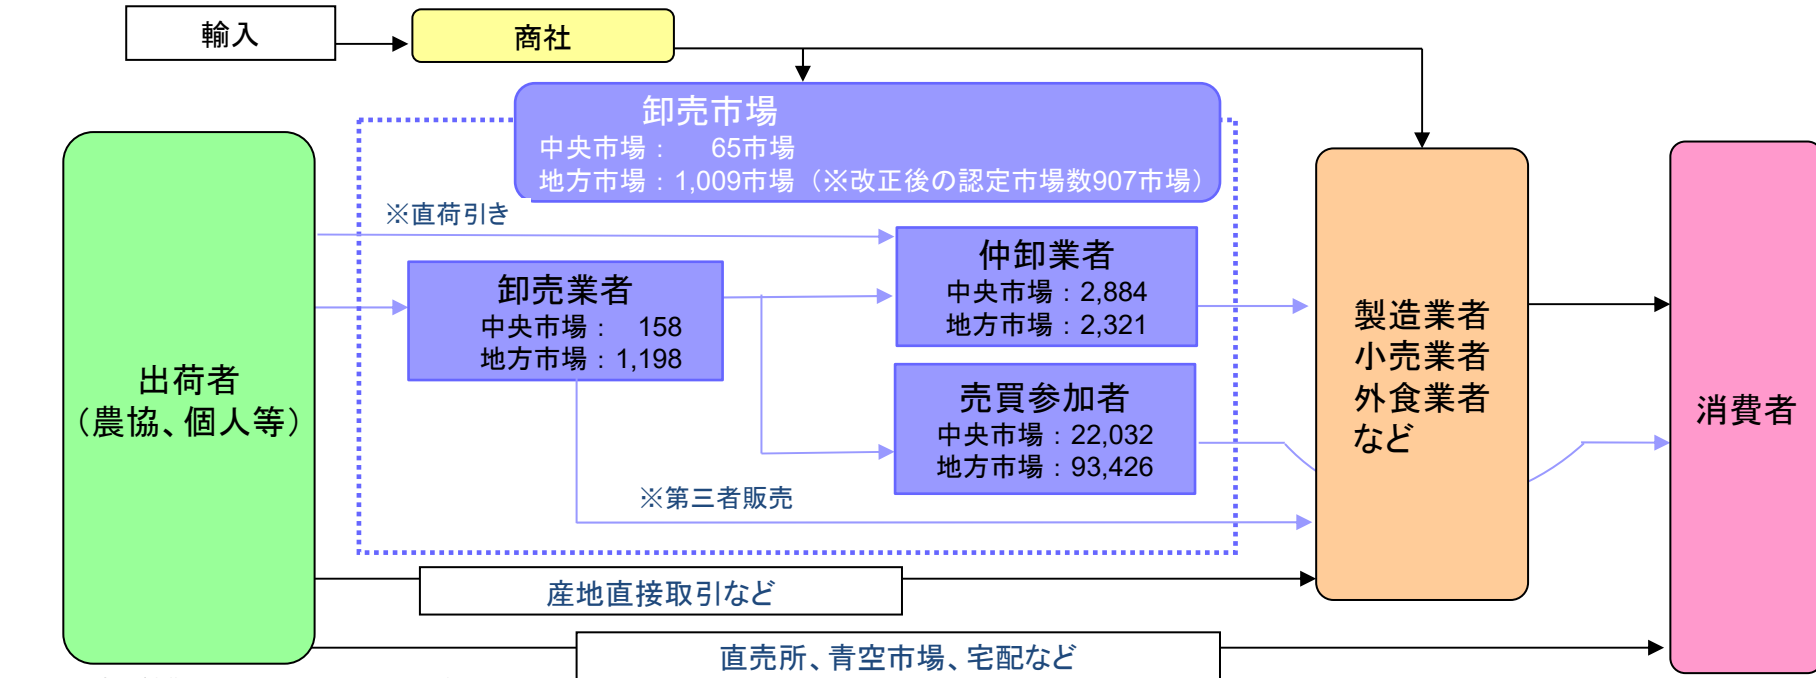 輸入
商社
卸売市場
中央市場： 65市場
地方市場：1,009市場（※改正後の認定市場数907市場）
※直荷引き
卸売業者
中央市場： 158
地方市場：1,198
仲卸業者
中央市場：2,884
地方市場：2,321
売買参加者
中央市場：22,032
地方市場：93,426
※第三者販売
出荷者
（農協、個人等）
製造業者
小売業者
外食業者
など
消費者
産地直接取引など
直売所、青空市場、宅配など